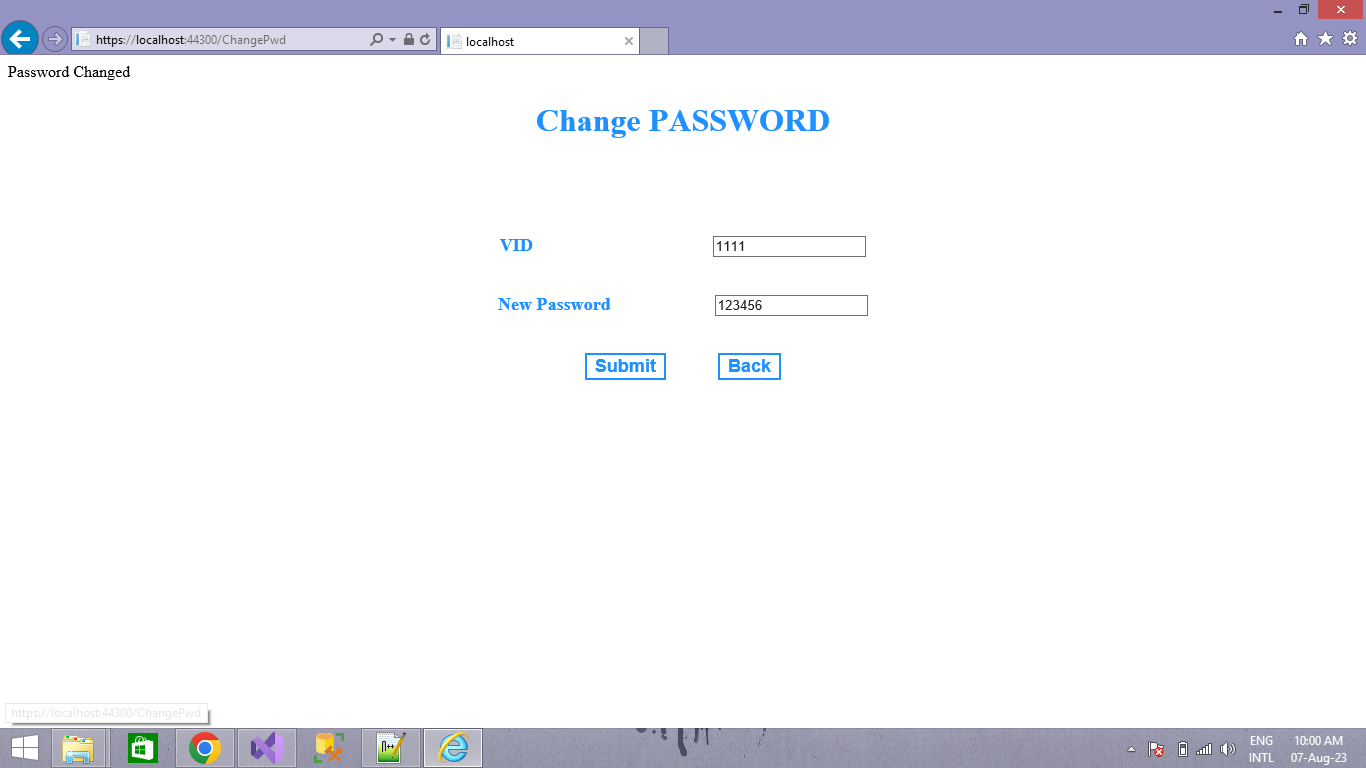 https://localhost:44300/ChangePwd
localhost
Password Changed
Change PASSWORD
VID 1111
New Password 123456
Submit Back
https://localhost:44300/ChangePwd
ENG 10:00 AM
INTL 07-Aug-23